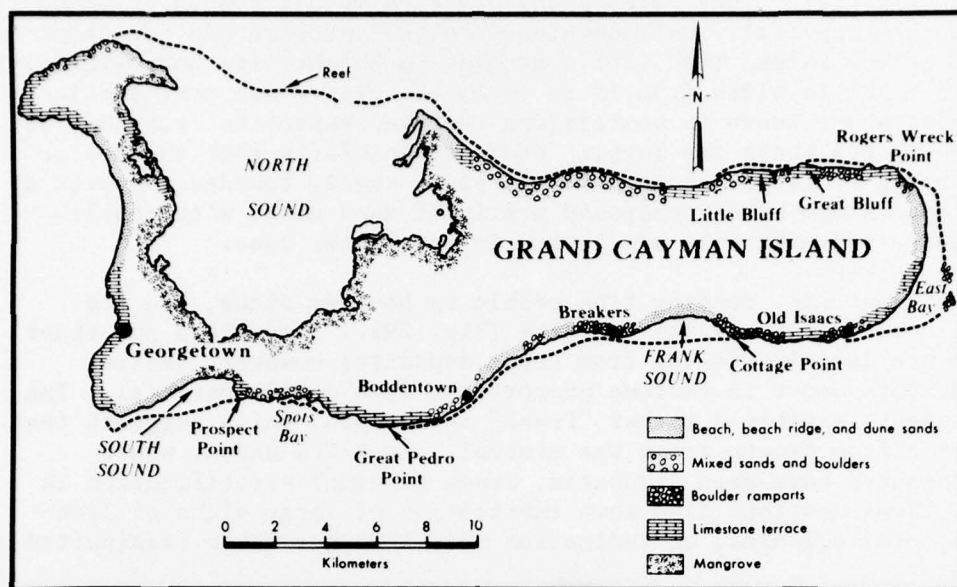 Reef
N
NORTH
SOUND
Rogers Wreck
Point
Little Bluff
Great Bluff
GRAND CAYMAN ISLAND
East
Bay
Breakers
Old Isaacs
Georgetown
FRANK
SOUND
Cottage Point
Boddentown
SOUTH
SOUND
Prospect
Point
Spots
Bay
Great Pedro
Point
Beach, beach ridge, and dune sands
Mixed sands and boulders
Boulder ramparts
Limestone terrace
Mangrove
0 2 4 6 8 10
Kilometers